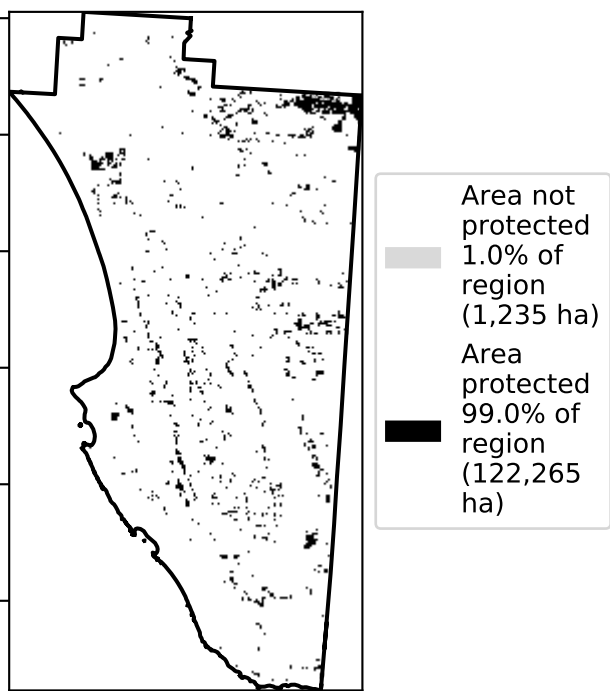 Area not
protected
1.0% of
region
(1,235 ha)
Area
protected
99.0% of
region
(122,265
ha)